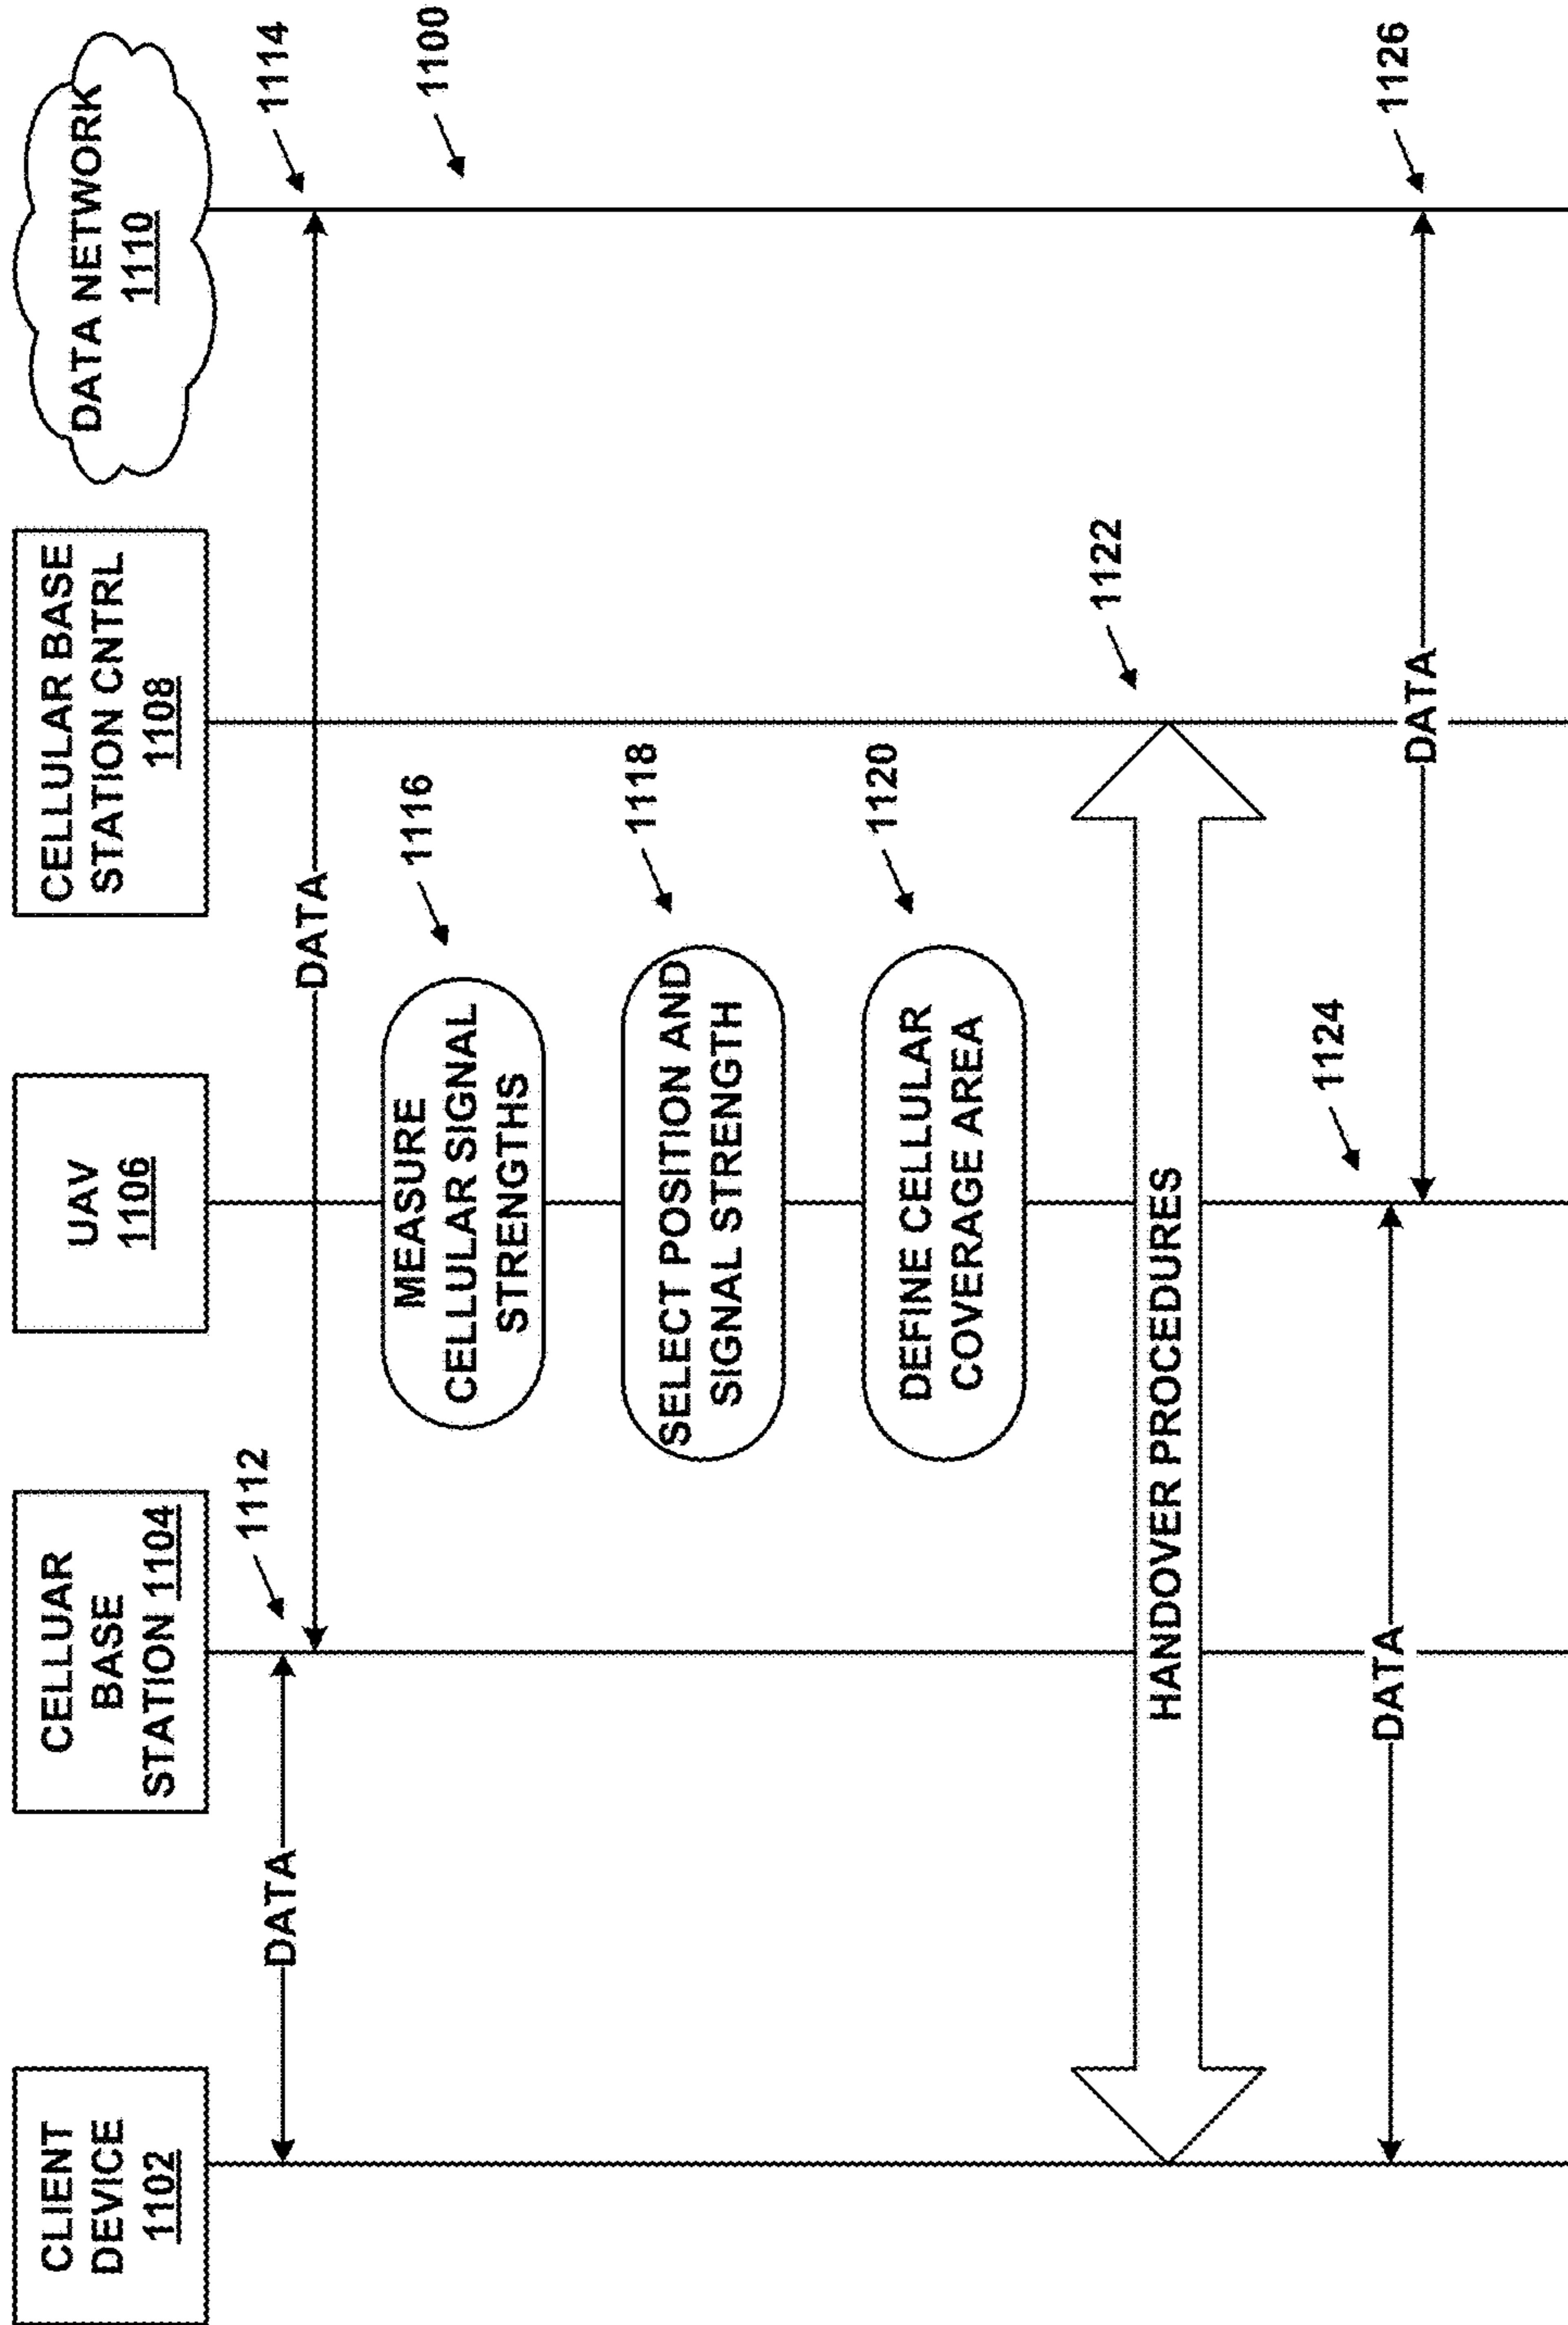 CLIENT
DEVICE
1102
CELLUAR
BASE
STATION 1104
UAV
1106
CELLULAR BASE
STATION CNTRL
1108
DATA NETWORK
1110
1112
DATA
1114
DATA
1100
MEASURE
CELLULAR SIGNAL
STRENGTHS
1116
SELECT POSITION AND
SIGNAL STRENGTH
1118
DEFINE CELLULAR
COVERAGE AREA
1120
1122
HANDOVER PROCEDURES
1124
DATA
1126
DATA